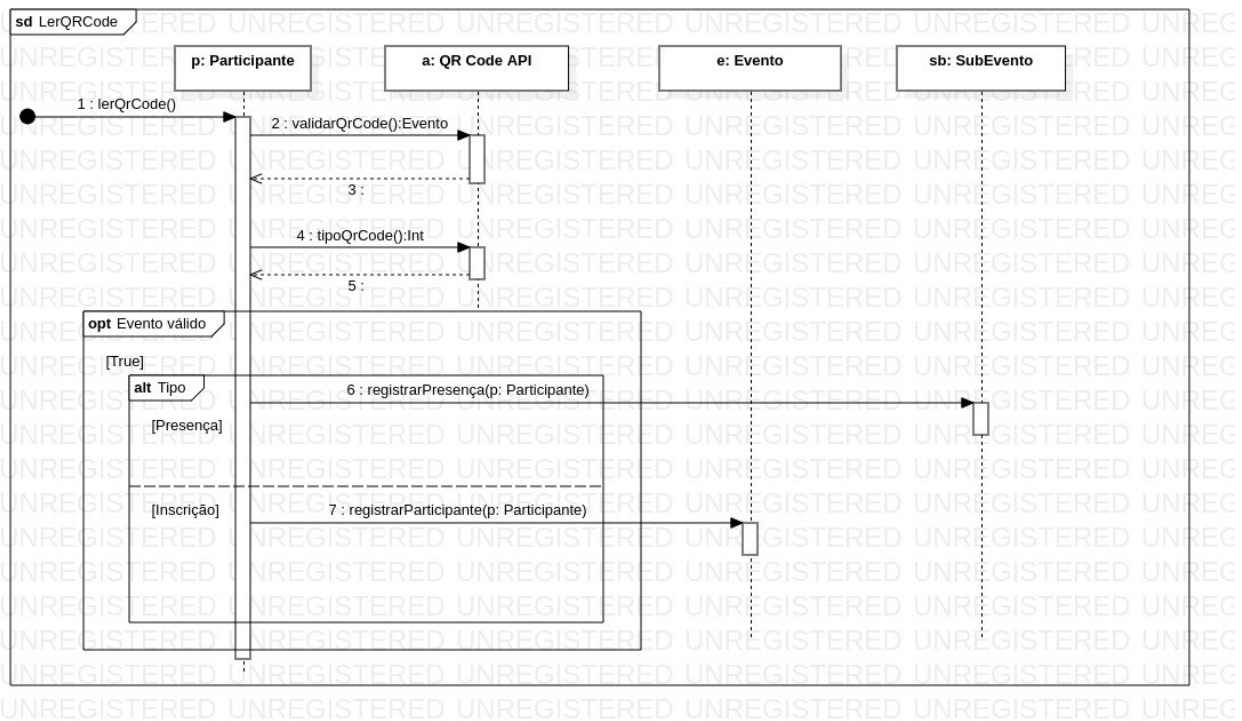 sd LerQRCode
p: Participante
a: QR Code API
e: Evento
sb: SubEvento
1 : lerQrCode()
2 : validarQrCode():Evento
3 :
4 : tipoQrCode():Int
5 :
opt Evento válido
[True]
alt Tipo
6 : registrarPresença(p: Participante)
[Presença]
[Inscrição]
7 : registrarParticipante(p: Participante)
UNREGISTERED